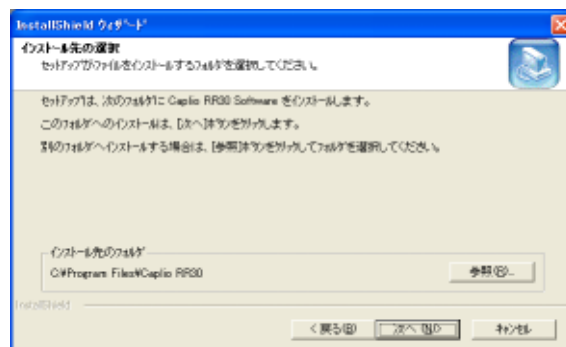 InstallShield ウィザード
インストール先の選択
セットアップがファイルをインストールするフォルダを選択してください。
セットアップは、次のフォルダに Caplio RR30 Software をインストールします。
このフォルダへのインストールは、[次へ]ボタンをクリックします。
別のフォルダへインストールする場合は、[参照]ボタンをクリックしてフォルダを選択してください。
インストール先のフォルダ
C:¥Program Files¥Caplio RR30
参照(R)...
InstallShield
< 戻る(B)
次へ (N)>
キャンセル